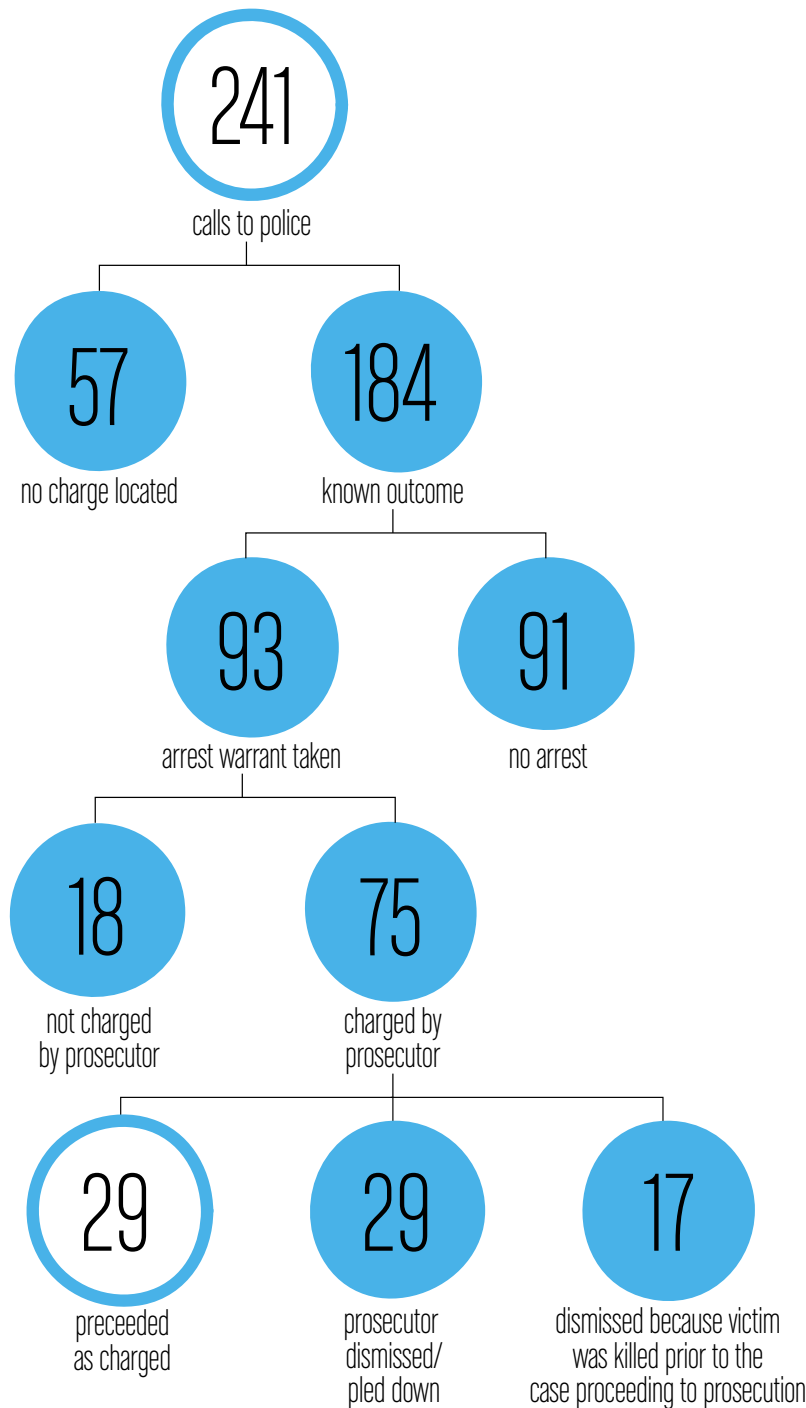 241
calls to police
57
184
no charge located
known outcome
93
91
arrest warrant taken
no arrest
18
75
not charged
by prosecutor
charged by
prosecutor
29
29
17
preceeded
as charged
prosecutor
dismissed/
pled down
dismissed because victim
was killed prior to the
case proceeding to prosecution